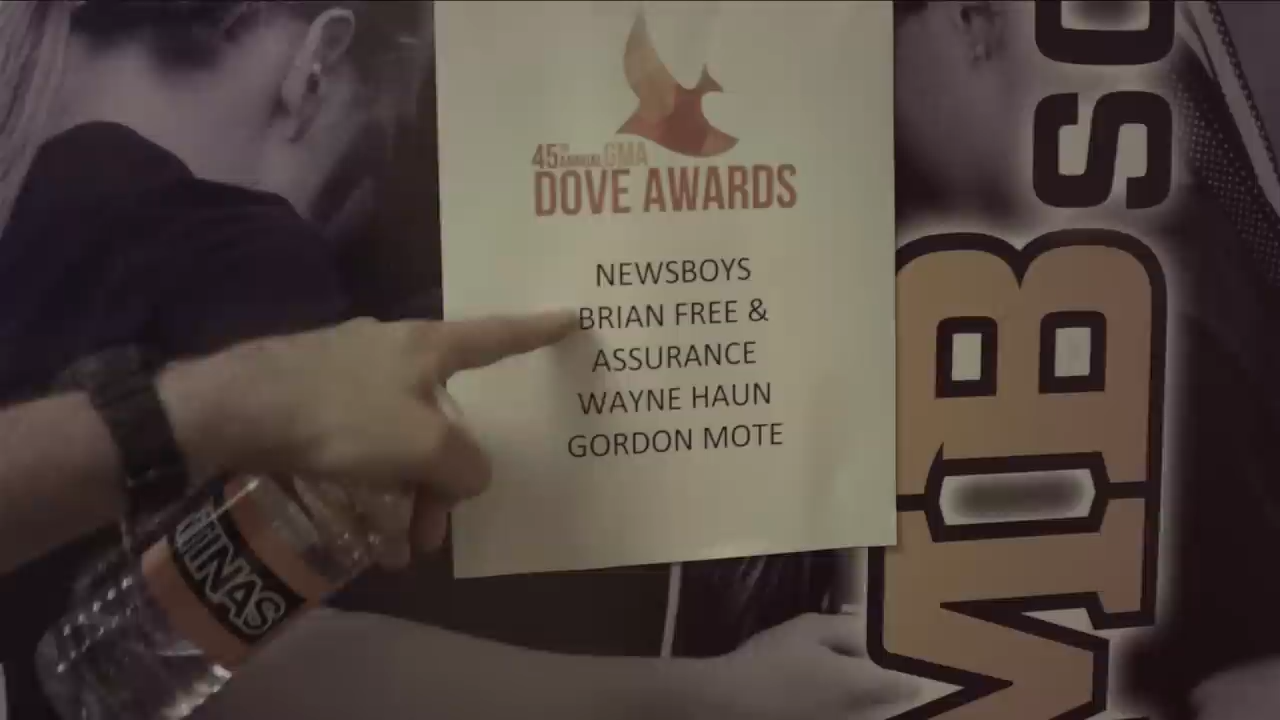 45TH ANNUAL GMA
DOVE AWARDS
NEWSBOYS
BRIAN FREE &
ASSURANCE
WAYNE HAUN
GORDON MOTE